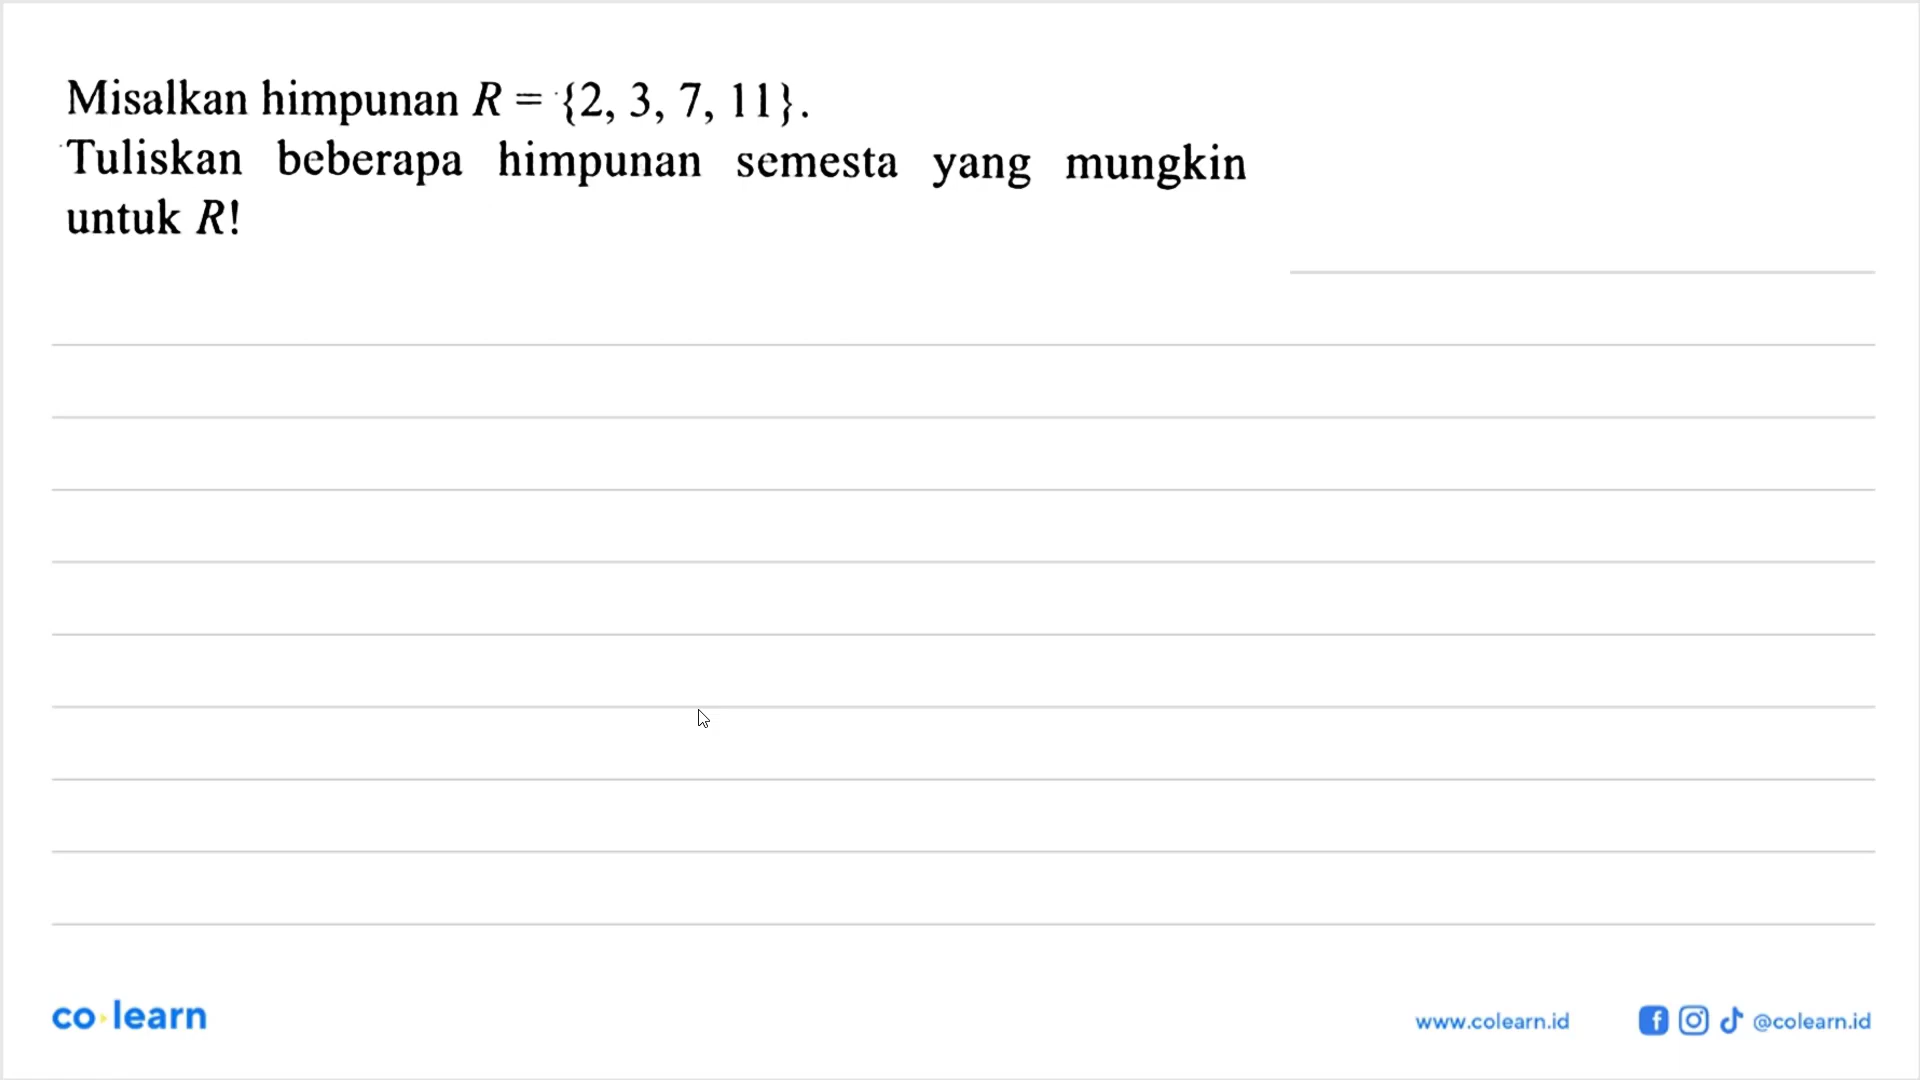 Misalkan himpunan R = {2, 3, 7, 11}.
Tuliskan beberapa himpunan semesta yang mungkin
untuk R!
co learn
www.colearn.id
@colearn.id